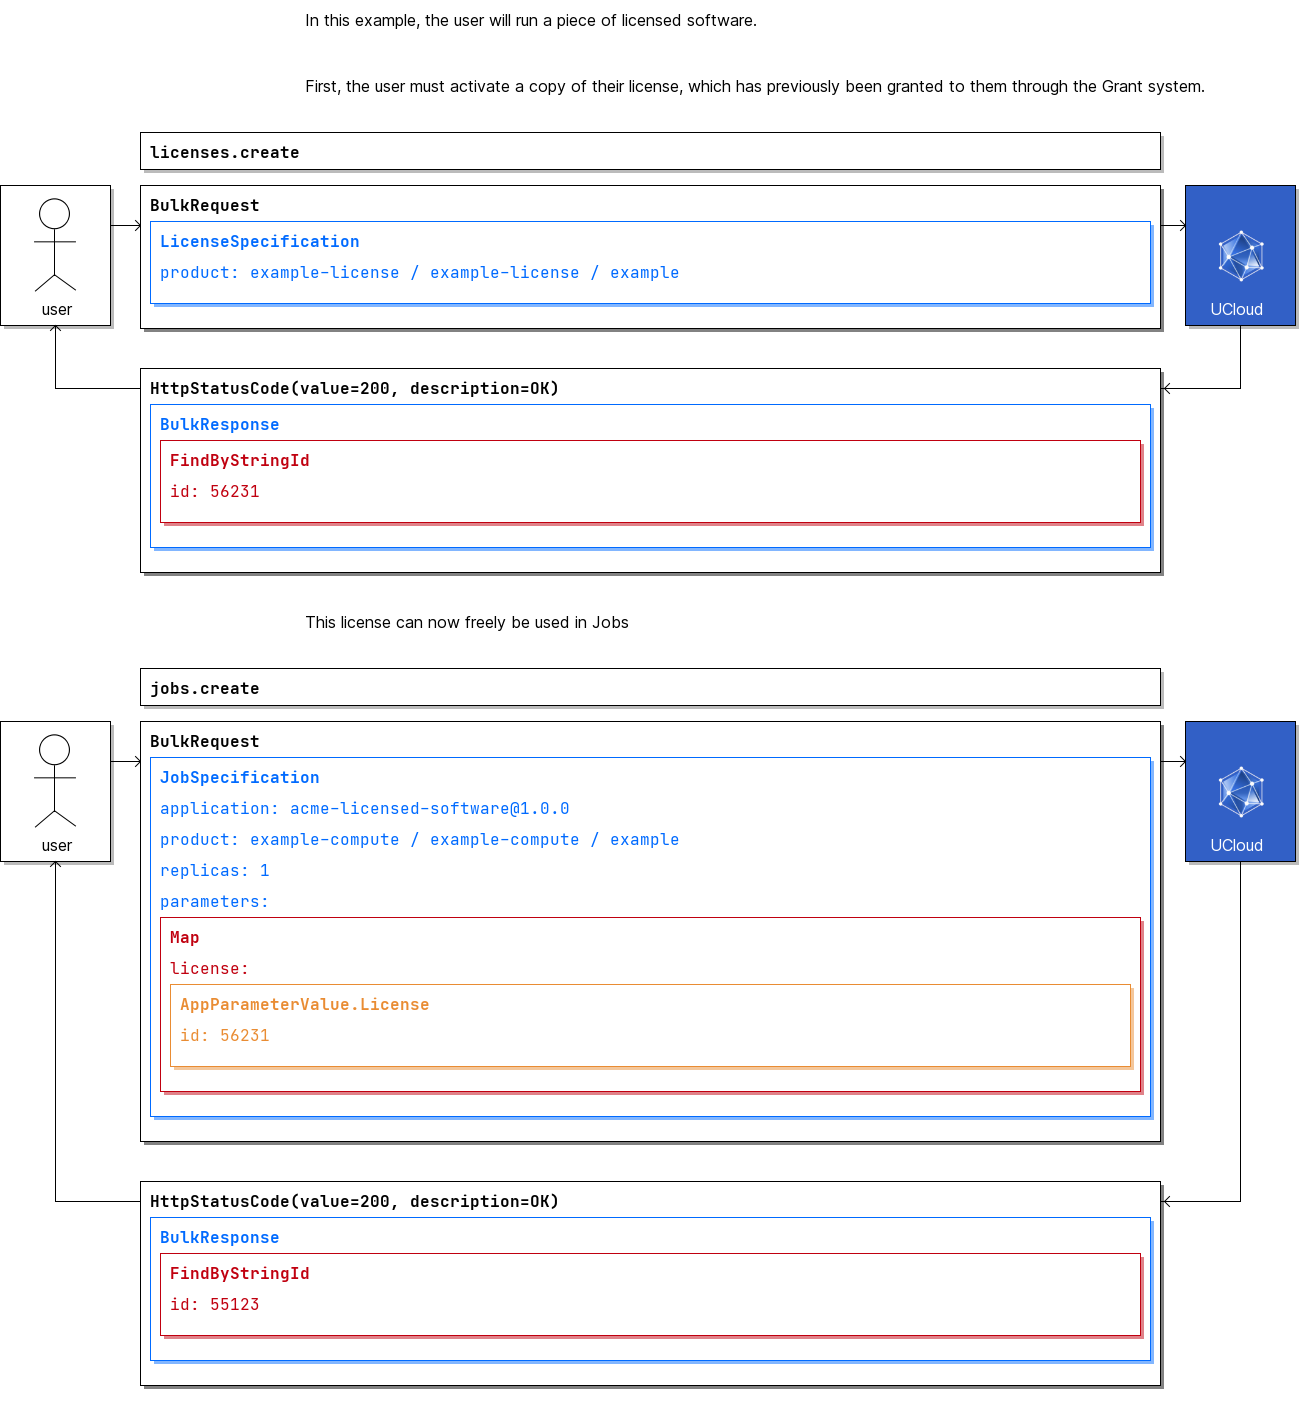 In this example, the user will run a piece of licensed software.
First, the user must activate a copy of their license, which has previously been granted to them through the Grant system.
licenses.create
BulkRequest
LicenseSpecification
product: example-license / example-license / example
user
UCloud
HttpStatusCode(value=200, description=OK)
BulkResponse
FindByStringId
id: 56231
This license can now freely be used in Jobs
jobs.create
BulkRequest
JobSpecification
application: acme-licensed-software@1.0.0
product: example-compute / example-compute / example
user
UCloud
replicas: 1
parameters:
Map
license:
AppParameterValue.License
id: 56231
HttpStatusCode(value=200, description=OK)
BulkResponse
FindByStringId
id: 55123